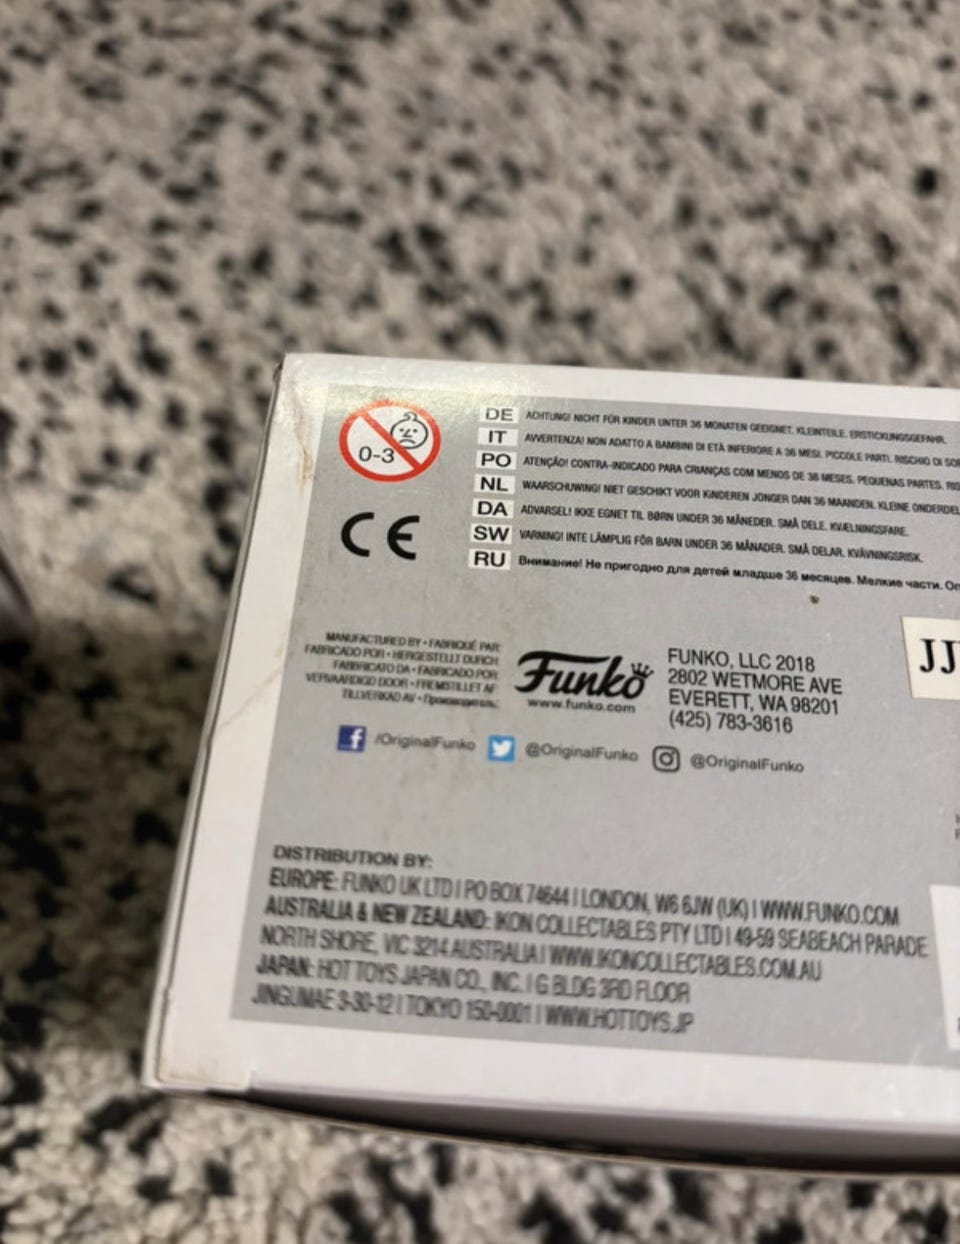 0-3
CE
DE ACHTUNG! NICHT FÜR KINDER UNTER 36 MONATEN GEEIGNET. KLEINTEILE. ERSTICKUNGSGEFAHR.
IT AVVERTENZA! NON ADATTO A BAMBINI DI ETÀ INFERIORE A 36 MESI. PICCOLE PARTI. RISCHIO DI
PO ATENÇÃO! CONTRA-INDICADO PARA CRIANÇAS COM MENOS DE 36 MESES. PEQUENAS PARTES.
NL WAARSCHUWING! NIET GESCHIKT VOOR KINDEREN JONGER DAN 36 MAANDEN. KLEINE
DA ADVARSEL! IKKE EGNET TIL BØRN UNDER 36 MÅNEDER. SMÅ DELE. KVÆLNINGSFARE.
SW VARNING! INTE LÄMPLIG FÖR BARN UNDER 36 MÅNADER. SMÅ DELAR. KVÄVNINGSRISK.
RU Внимание! Не пригодно для детей младше 36 месяцев. Мелкие части.
MANUFACTURED BY • FABRIQUÉ PAR
FABRICADO POR • HERGESTELLT DURCH
FABBRICATO DA • FABRICADO POR
VERVAARDIGD DOOR • FREMSTILLET AF
TILLVERKAD AV • Производитель:
Funko
www.funko.com
FUNKO, LLC 2018
2802 WETMORE AVE
EVERETT, WA 98201
(425) 783-3616
JJ
/OriginalFunko @OriginalFunko @OriginalFunko
DISTRIBUTION BY:
EUROPE: FUNKO UK LTD | PO BOX 74644 | LONDON, W6 6JW (UK) | WWW.FUNKO.COM
AUSTRALIA & NEW ZEALAND: IKON COLLECTABLES PTY LTD | 49-59 SEABEACH PARADE
NORTH SHORE, VIC 3214 AUSTRALIA | WWW.IKONCOLLECTABLES.COM.AU
JAPAN: HOT TOYS JAPAN CO., INC. | G BLDG 3RD FLOOR
JINGUMAE 3-30-12 | TOKYO 150-0001 | WWW.HOTTOYS.JP